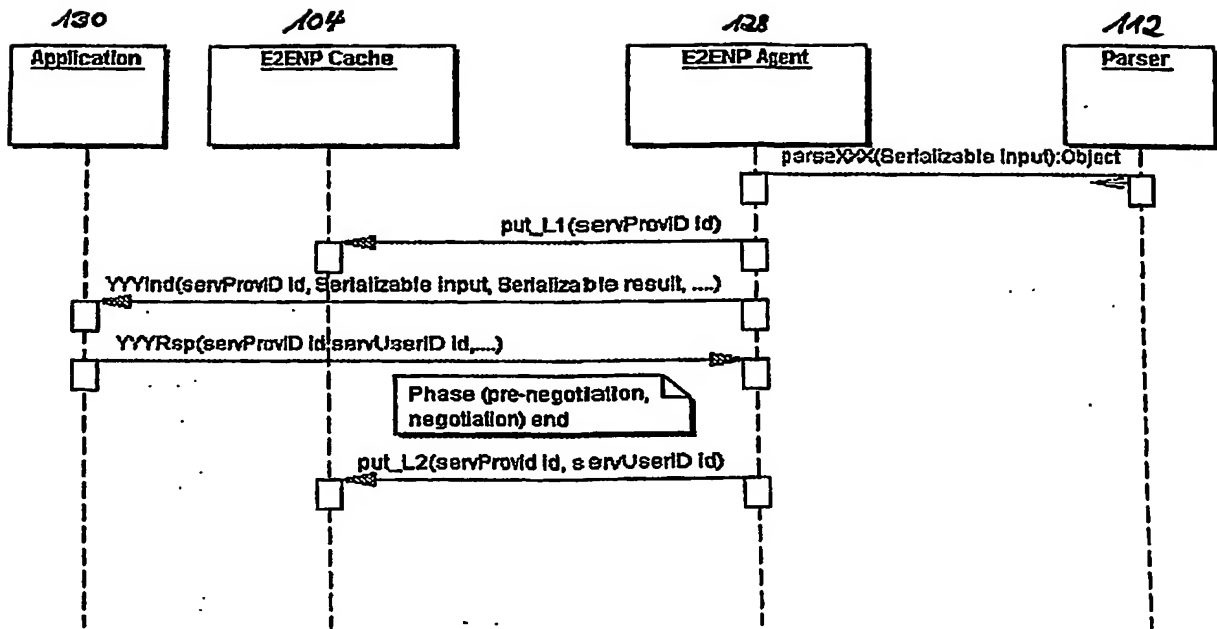 130 104 128 112
Application E2ENP Cache E2ENP Agent Parser
parseXXX(Serializable Input):Object
put_L1(servProvID id)
YYYInd(servProvID id, Serializable input, Serializable result, ....)
YYYRsp(servProvID id servUserID id,....)
Phase (pre-negotiation,
negotiation) end
put_L2(servProvid id, servUserID id)